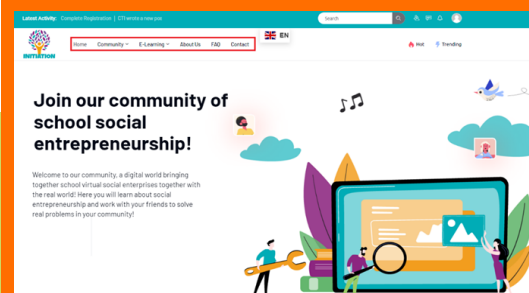 Latest Activity: Complete Registration | CTI wrote a new post
Search
INITIATION
Home Community E-Learning About Us FAQ Contact
EN
Hot Trending
Join our community of
school social
entrepreneurship!
Welcome to our community, a digital world bringing
together school virtual social enterprises together with
the real world! Here you will learn about social
entrepreneurship and work with your friends to solve
real problems in your community!